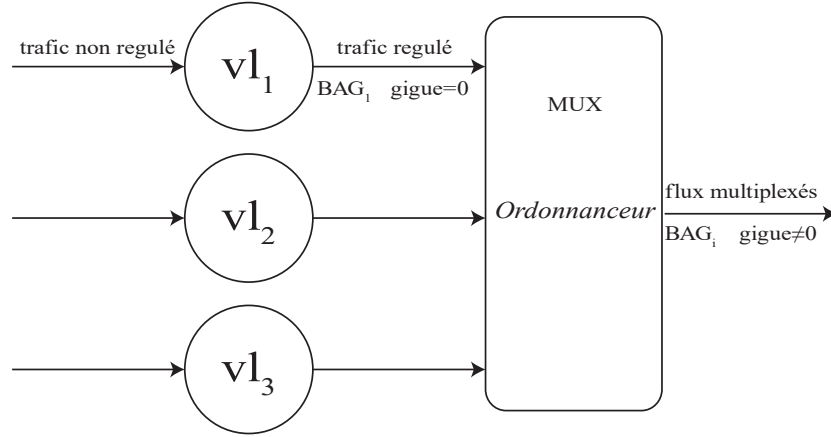 trafic non regulé
vl1
trafic regulé
BAG1 gigue=0
MUX
vl2
Ordonnanceur
flux multiplexés
BAGi gigue≠0
vl3